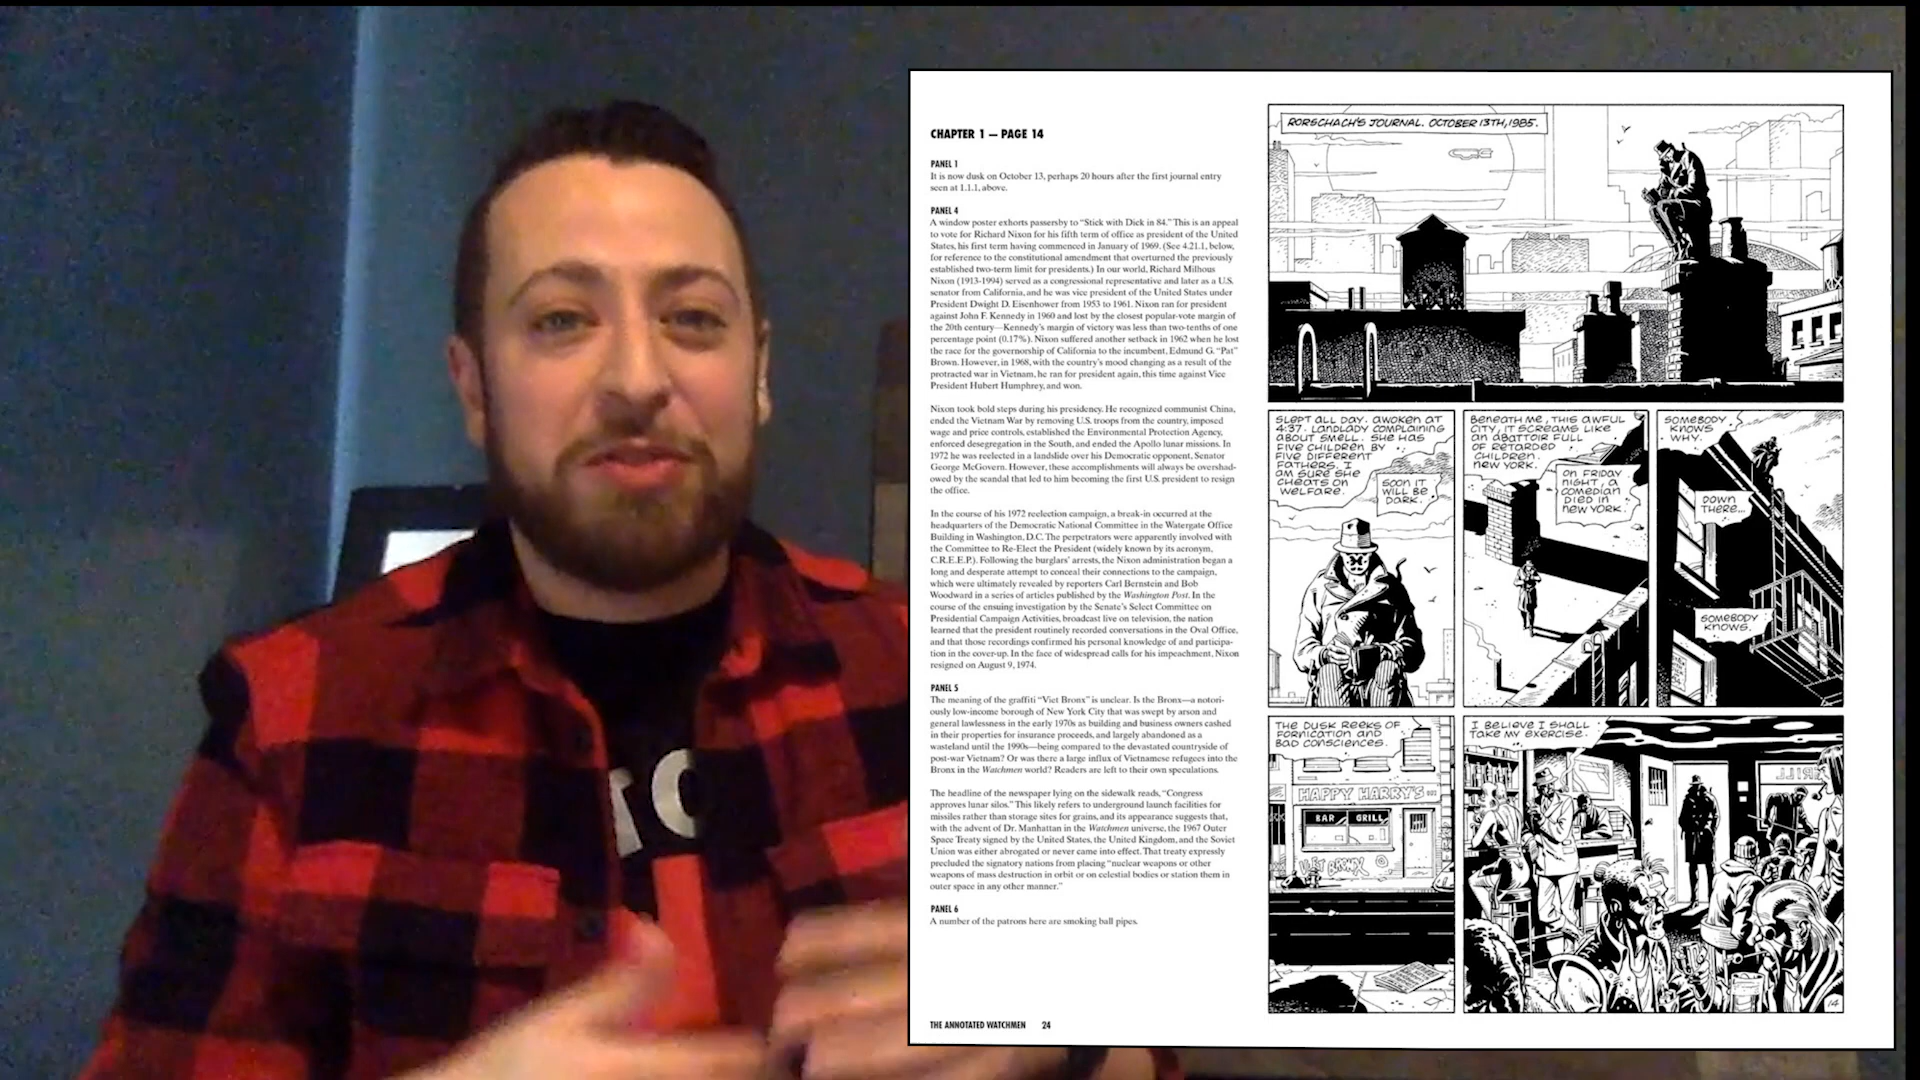 CHAPTER 1 — PAGE 14
PANEL 1
It is now dusk on October 13, perhaps 20 hours after the first journal entry
seen at 1.1.1, above.
PANEL 4
A window poster exhorts passersby to “Stick with Dick in 84.” This is an appeal
to vote for Richard Nixon for his fifth term of office as president of the United
States, his first term having commenced in January of 1969. (See 4.21.1, below,
for reference to the constitutional amendment that overturned the previously
established two-term limit for presidents.) In our world, Richard Milhous
Nixon (1913-1994) served as a congressional representative and later as a U.S.
senator from California, and he was vice president of the United States under
President Dwight D. Eisenhower from 1953 to 1961. Nixon ran for president
against John F. Kennedy in 1960 and lost by the closest popular-vote margin of
the 20th century—Kennedy’s margin of victory was less than two-tenths of one
percentage point (0.17%). Nixon suffered another setback in 1962 when he lost
the race for the governorship of California to the incumbent, Edmund G. “Pat”
Brown. However, in 1968, with the country’s mood changing as a result of the
protracted war in Vietnam, he ran for president again, this time against Vice
President Hubert Humphrey, and won.
Nixon took bold steps during his presidency. He recognized communist China,
ended the Vietnam War by removing U.S. troops from the country, imposed
wage and price controls, established the Environmental Protection Agency,
enforced desegregation in the South, and ended the Apollo lunar missions. In
1972 he was reelected in a landslide over his Democratic opponent, Senator
George McGovern. However, these accomplishments will always be overshad-
owed by the scandal that led to him becoming the first U.S. president to resign
the office.
In the course of his 1972 reelection campaign, a break-in occurred at the
headquarters of the Democratic National Committee in the Watergate Office
Building in Washington, D.C. The perpetrators were apparently involved with
the Committee to Re-Elect the President (widely known by its acronym,
C.R.E.E.P.). Following the burglars’ arrests, the Nixon administration began a
long and desperate attempt to conceal their connections to the campaign,
which were ultimately revealed by reporters Carl Bernstein and Bob
Woodward in a series of articles published by the Washington Post. In the
course of the ensuing investigation by the Senate’s Select Committee on
Presidential Campaign Activities, broadcast live on television, the nation
learned that the president routinely recorded conversations in the Oval Office,
and that those recordings confirmed his personal knowledge of and participa-
tion in the cover-up. In the face of widespread calls for his impeachment, Nixon
resigned on August 9, 1974.
PANEL 5
The meaning of the graffiti “Viet Bronx” is unclear. Is the Bronx—a notori-
ously low-income borough of New York City that was swept by arson and
general lawlessness in the early 1970s as building and business owners cashed
in their properties for insurance proceeds, and largely abandoned as a
wasteland until the 1990s—being compared to the devastated countryside of
post-war Vietnam? Or was there a large influx of Vietnamese refugees into the
Bronx in the Watchmen world? Readers are left to their own speculations.
The headline of the newspaper lying on the sidewalk reads, “Congress
approves lunar silos.” This likely refers to underground launch facilities for
missiles rather than storage sites for grains, and its appearance suggests that,
with the advent of Dr. Manhattan in the Watchmen universe, the 1967 Outer
Space Treaty signed by the United States, the United Kingdom, and the Soviet
Union was either abrogated or never came into effect. That treaty expressly
precluded the signatory nations from placing “nuclear weapons or other
weapons of mass destruction in orbit or on celestial bodies or station them in
outer space in any other manner.”
PANEL 6
A number of the patrons here are smoking ball pipes.
THE ANNOTATED WATCHMEN 24
RORSCHACH'S JOURNAL. OCTOBER 13TH, 1985.
SLEPT ALL DAY. AWOKEN AT
4:37. LANDLADY COMPLAINING
ABOUT SMELL. SHE HAS
FIVE CHILDREN BY
FIVE DIFFERENT
FATHERS. I
AM SURE SHE
CHEATS ON
WELFARE.
SOON IT
WILL BE
DARK.
BENEATH ME, THIS AWFUL
CITY, IT SCREAMS LIKE
AN ABATTOIR FULL
OF RETARDED
CHILDREN.
NEW YORK.
ON FRIDAY
NIGHT, A
COMEDIAN
DIED IN
NEW YORK.
SOMEBODY
KNOWS
WHY.
DOWN
THERE...
SOMEBODY
KNOWS.
THE DUSK REEKS OF
FORNICATION AND
BAD CONSCIENCES.
HAPPY HARRY'S
BAR GRILL
VIET BRONX
I BELIEVE I SHALL
TAKE MY EXERCISE.
GRILL
14